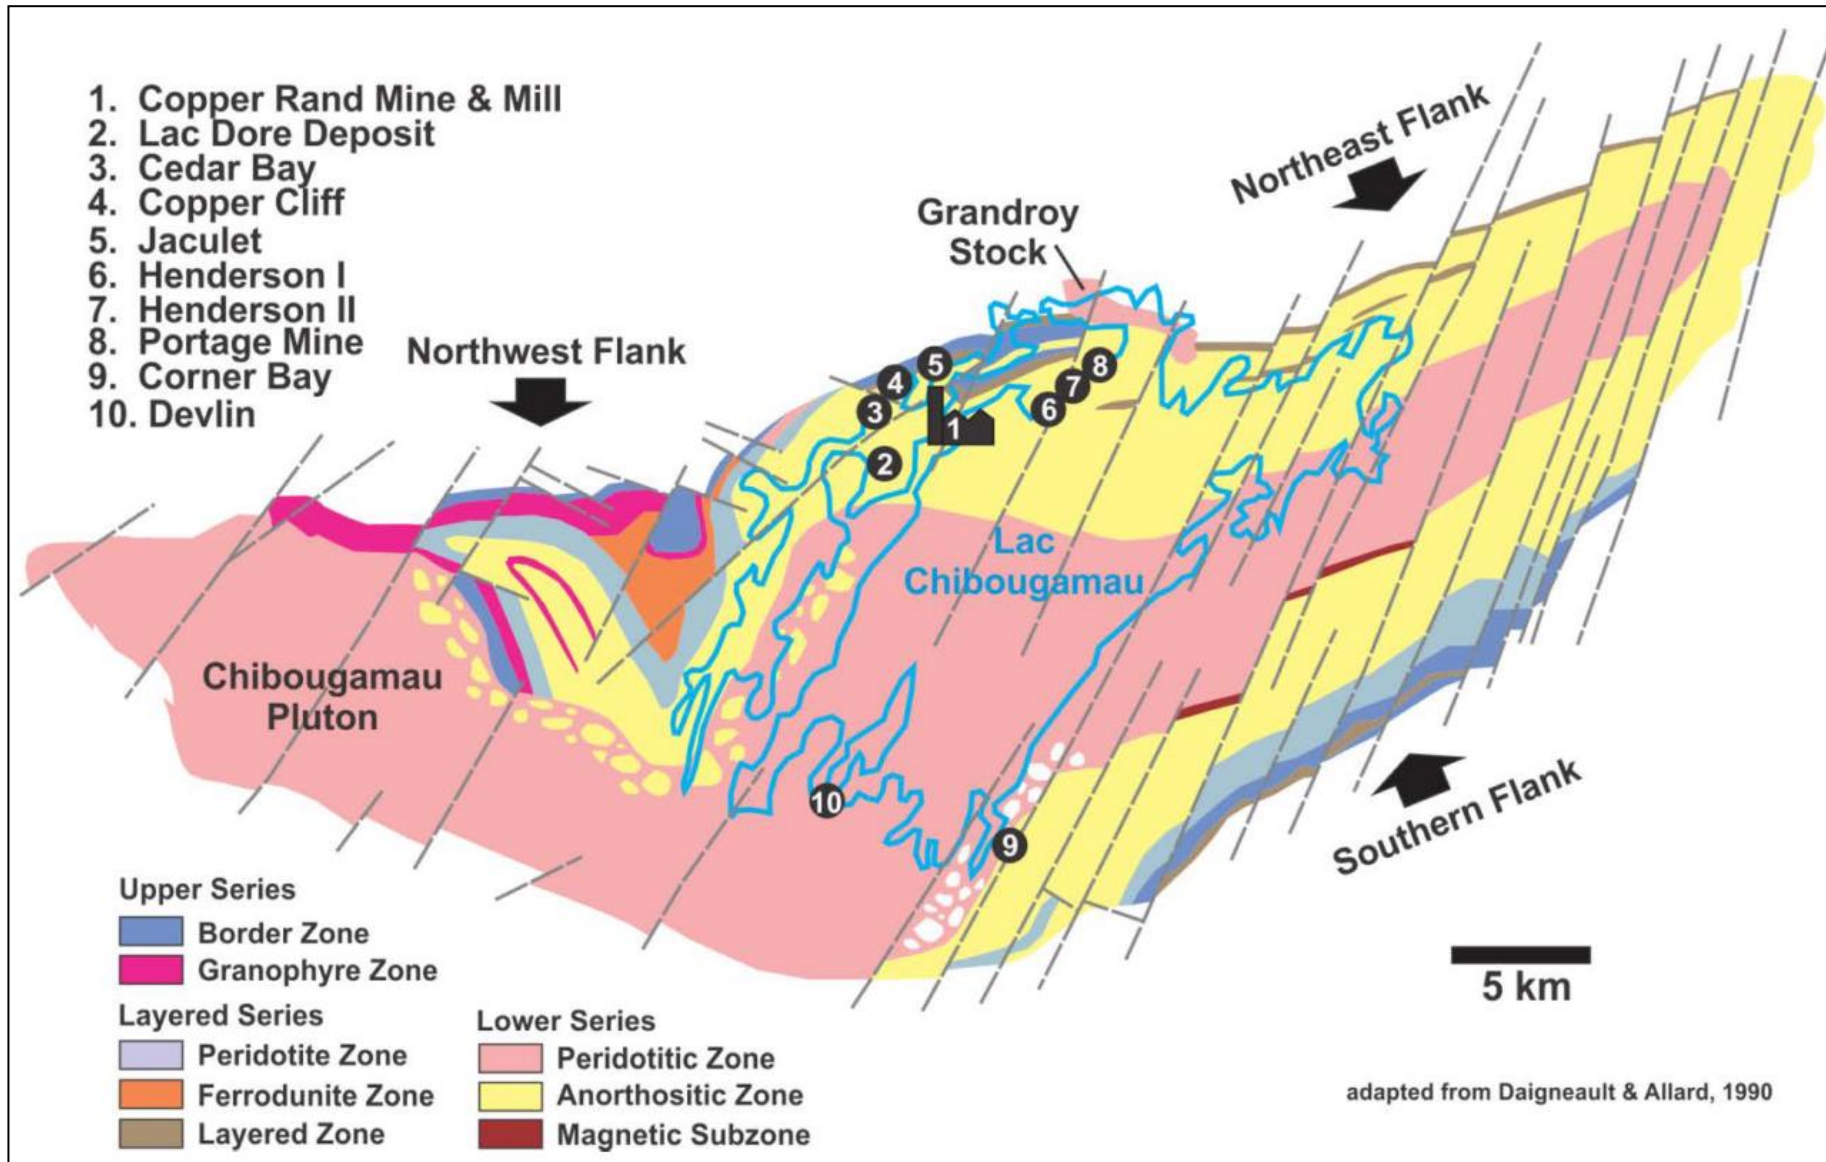 1. Copper Rand Mine & Mill
2. Lac Dore Deposit
3. Cedar Bay
4. Copper Cliff
5. Jaculet
6. Henderson I
7. Henderson II
8. Portage Mine
9. Corner Bay
10. Devlin
Northwest Flank
Grandroy
Stock
Northeast Flank
5
4
8
7
3
6
1
2
Lac
Chibougamau
Chibougamau
Pluton
10
9
Southern Flank
Upper Series
Border Zone
Granophyre Zone
Layered Series
Peridotite Zone
Ferrodunite Zone
Layered Zone
Lower Series
Peridotitic Zone
Anorthositic Zone
Magnetic Subzone
5 km
adapted from Daigneault & Allard, 1990